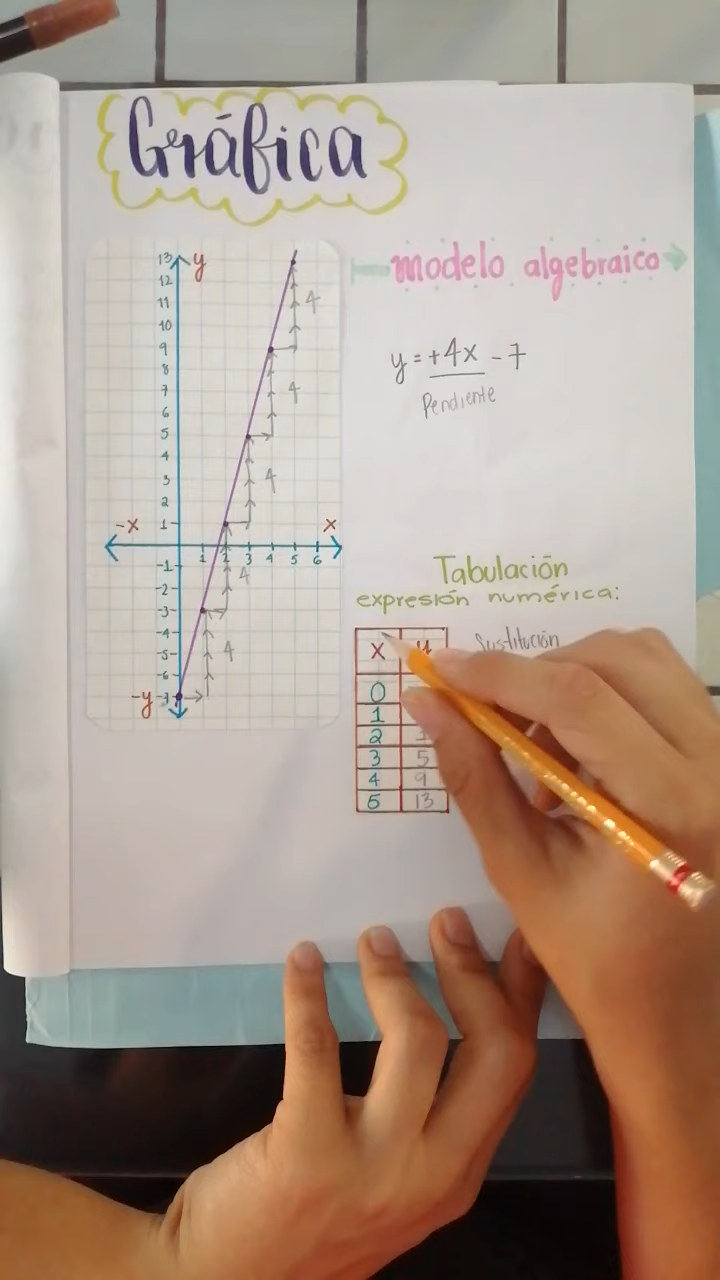 Gráfica
modelo algebraico
y = +4x - 7
Pendiente
13 y
12
11
10
9
8
7
6
5
4
3
2
1
-x x
1 2 3 4 5 6
-1
-2
-3
-4
-5
-6
-y -7
4
4
4
4
4
Tabulación
expresión numérica:
x y Sustitución
0
1
2 1
3 5
4 9
5 13